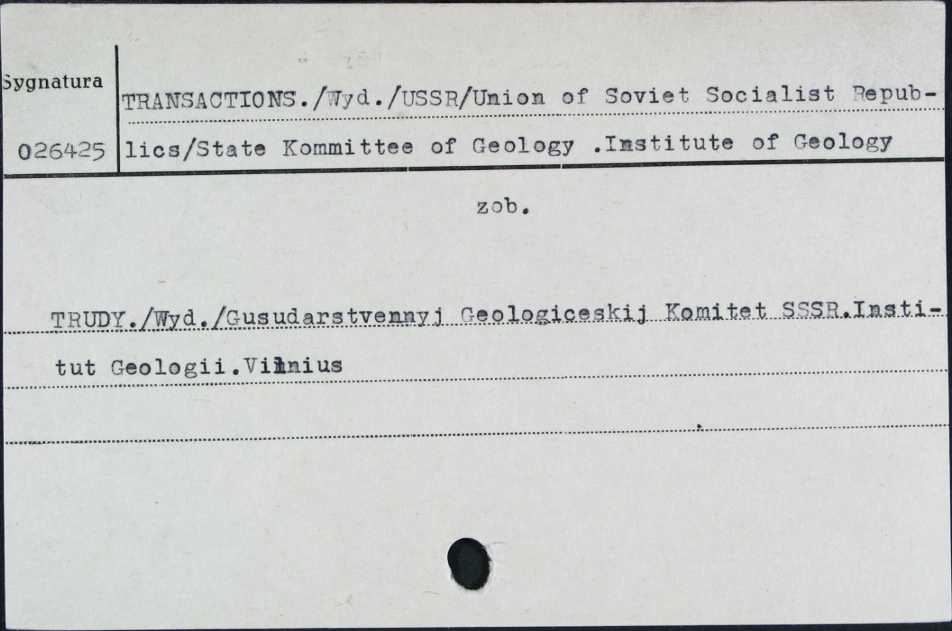 Sygnatura
TRANSACTIONS./Wyd./USSR/Union of Soviet Socialist Repub-
026425 lics/State Kommittee of Geology .Institute of Geology
zob.
TRUDY./Wyd./Gusudarstvennyj Geologiceskij Komitet SSSR.Insti-
tut Geologii.Vilnius